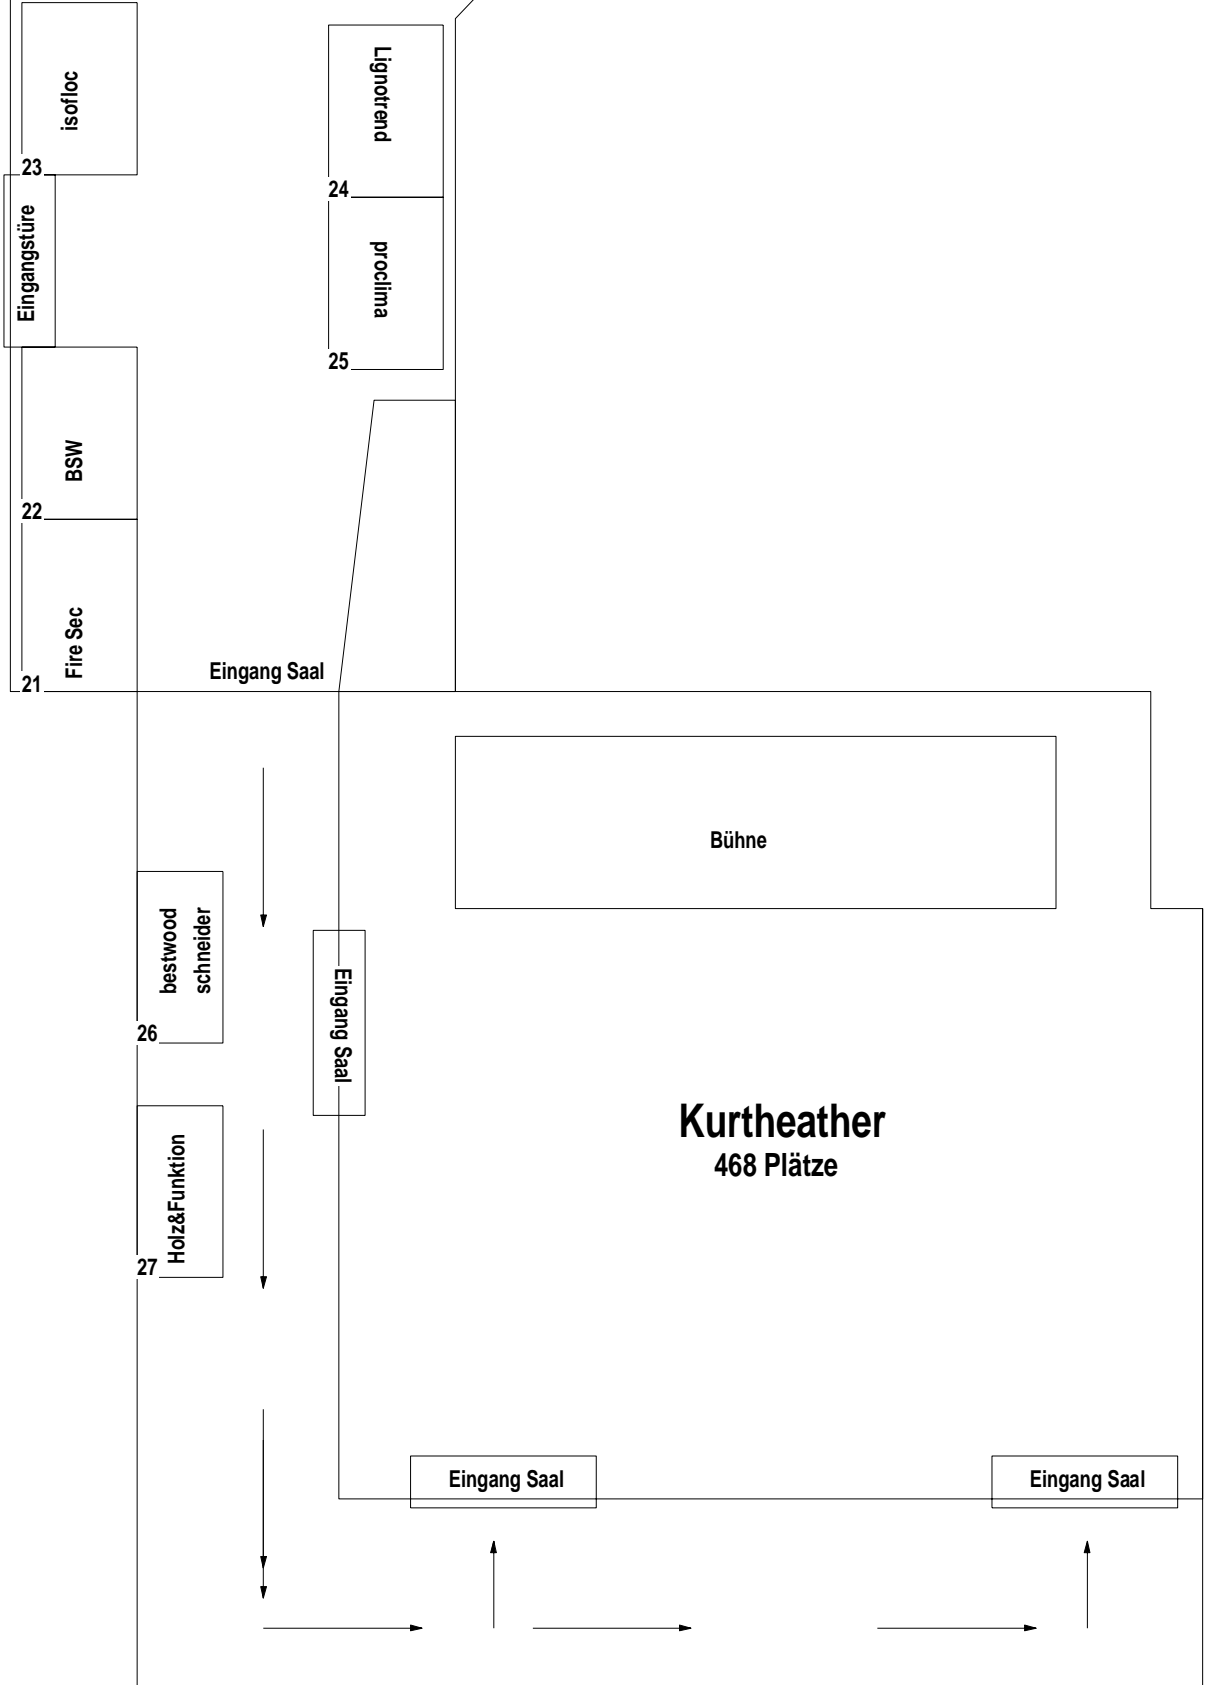 isofloc
23
Lignotrend
24
Eingangstüre
proclima
25
BSW
22
Fire Sec
21
Eingang Saal
Bühne
bestwood
schneider
26
Eingang Saal
Kurtheather
468 Plätze
Holz&Funktion
27
Eingang Saal
Eingang Saal